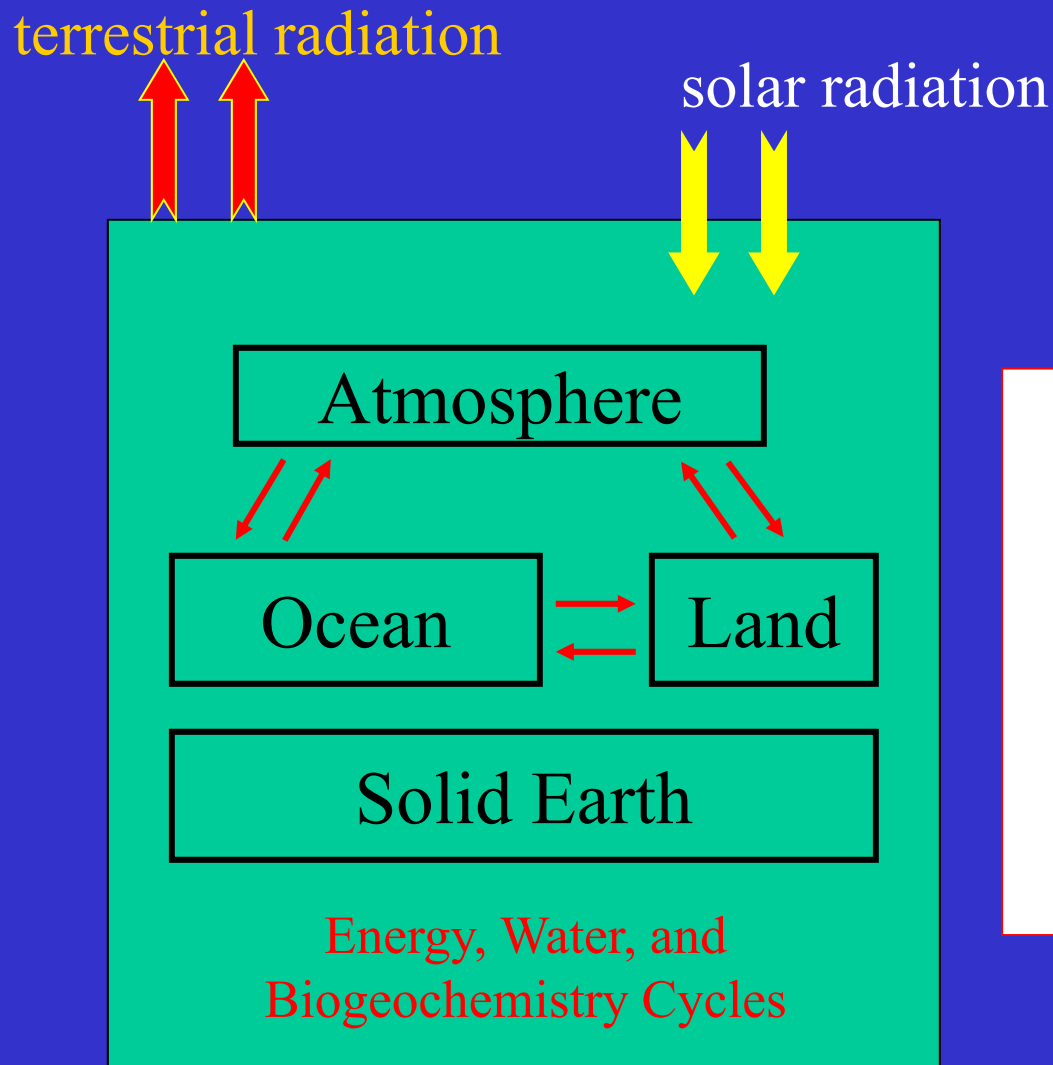 terrestrial radiation
solar radiation
Atmosphere
Ocean
Land
Solid Earth
Energy, Water, and
Biogeochemistry Cycles